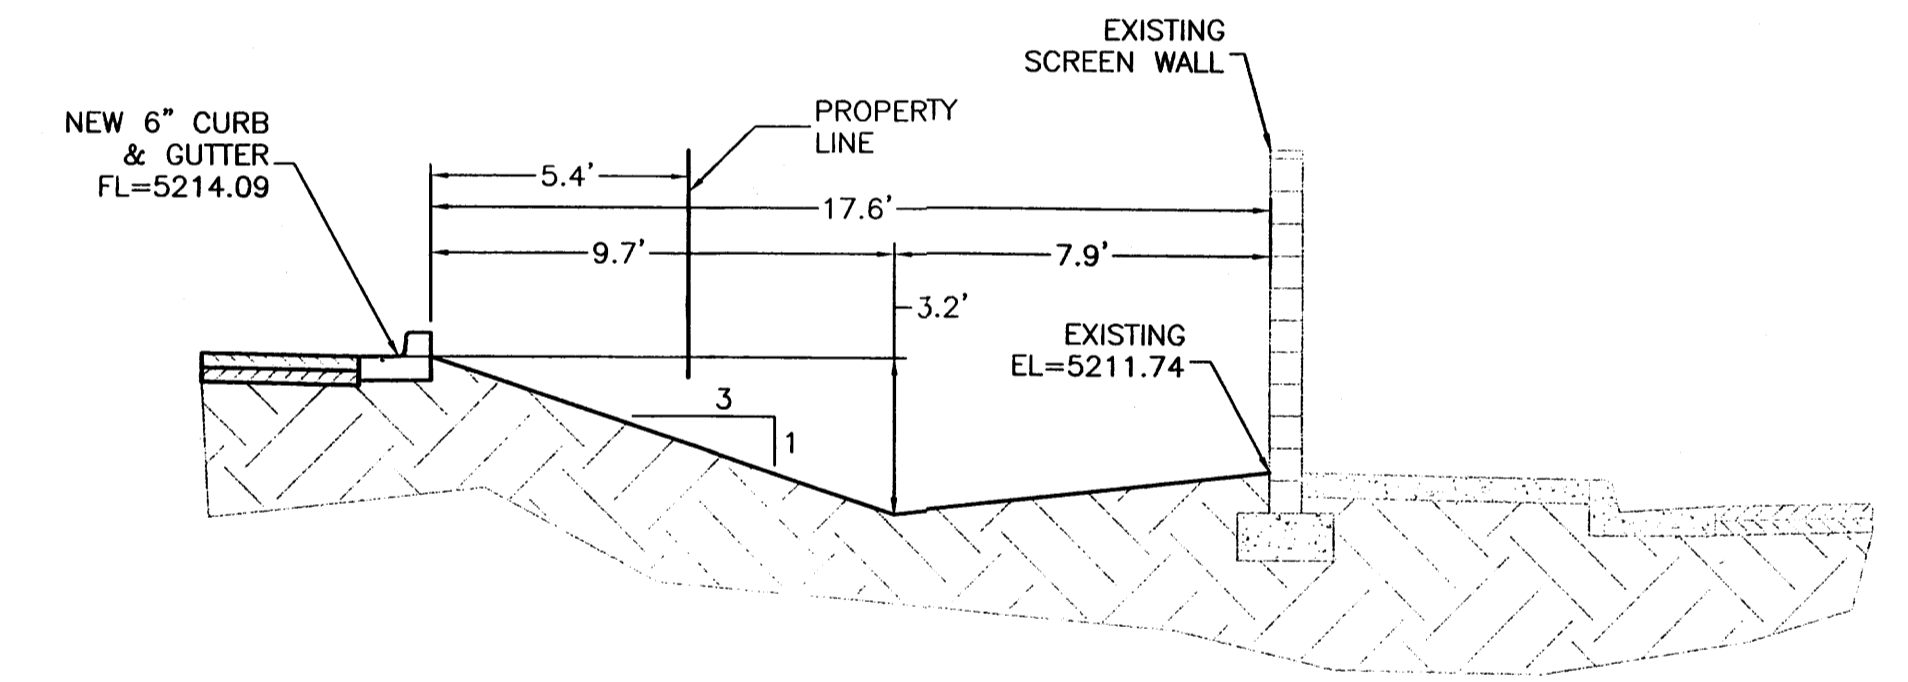 EXISTING
SCREEN WALL
NEW 6” CURB
& GUTTER
FL=5214.09
PROPERTY
LINE
5.4'
17.6'
9.7'
7.9'
3.2'
EXISTING
EL=5211.74
3
1